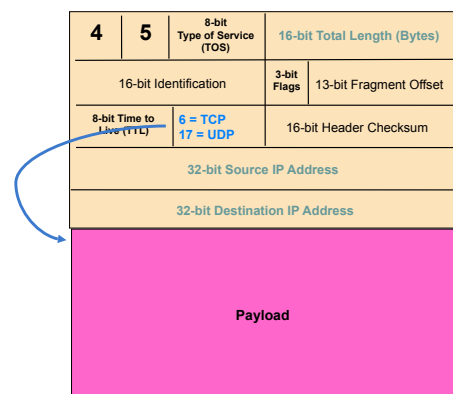 4
5
8-bit
Type of Service
(TOS)
16-bit Total Length (Bytes)
16-bit Identification
3-bit
Flags
13-bit Fragment Offset
8-bit Time to
Live (TTL)
6 = TCP
17 = UDP
16-bit Header Checksum
32-bit Source IP Address
32-bit Destination IP Address
Payload